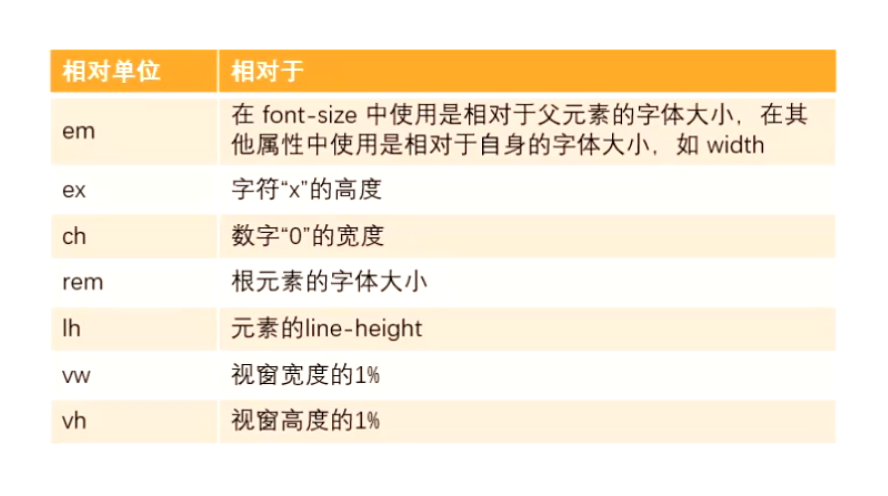 相对单位 相对于
em 在 font-size 中使用是相对于父元素的字体大小，在其
他属性中使用是相对于自身的字体大小，如 width
ex 字符“x”的高度
ch 数字“0”的宽度
rem 根元素的字体大小
lh 元素的line-height
vw 视窗宽度的1%
vh 视窗高度的1%